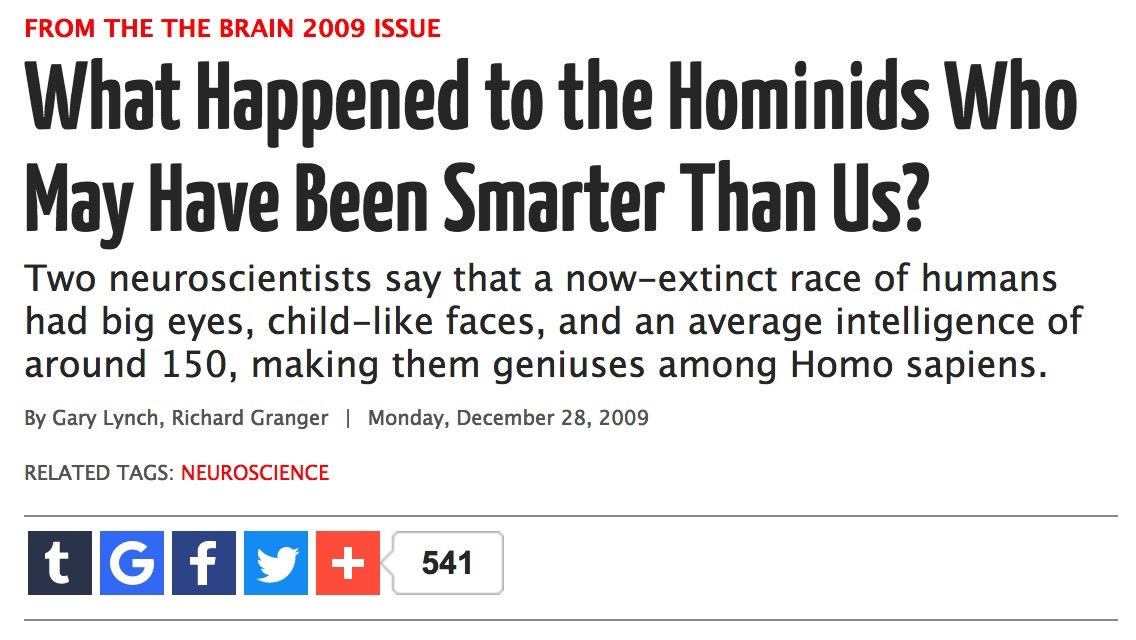 FROM THE THE BRAIN 2009 ISSUE
What Happened to the Hominids Who
May Have Been Smarter Than Us?
Two neuroscientists say that a now-extinct race of humans
had big eyes, child-like faces, and an average intelligence of
around 150, making them geniuses among Homo sapiens.
By Gary Lynch, Richard Granger | Monday, December 28, 2009
RELATED TAGS: NEUROSCIENCE
t G f + 541